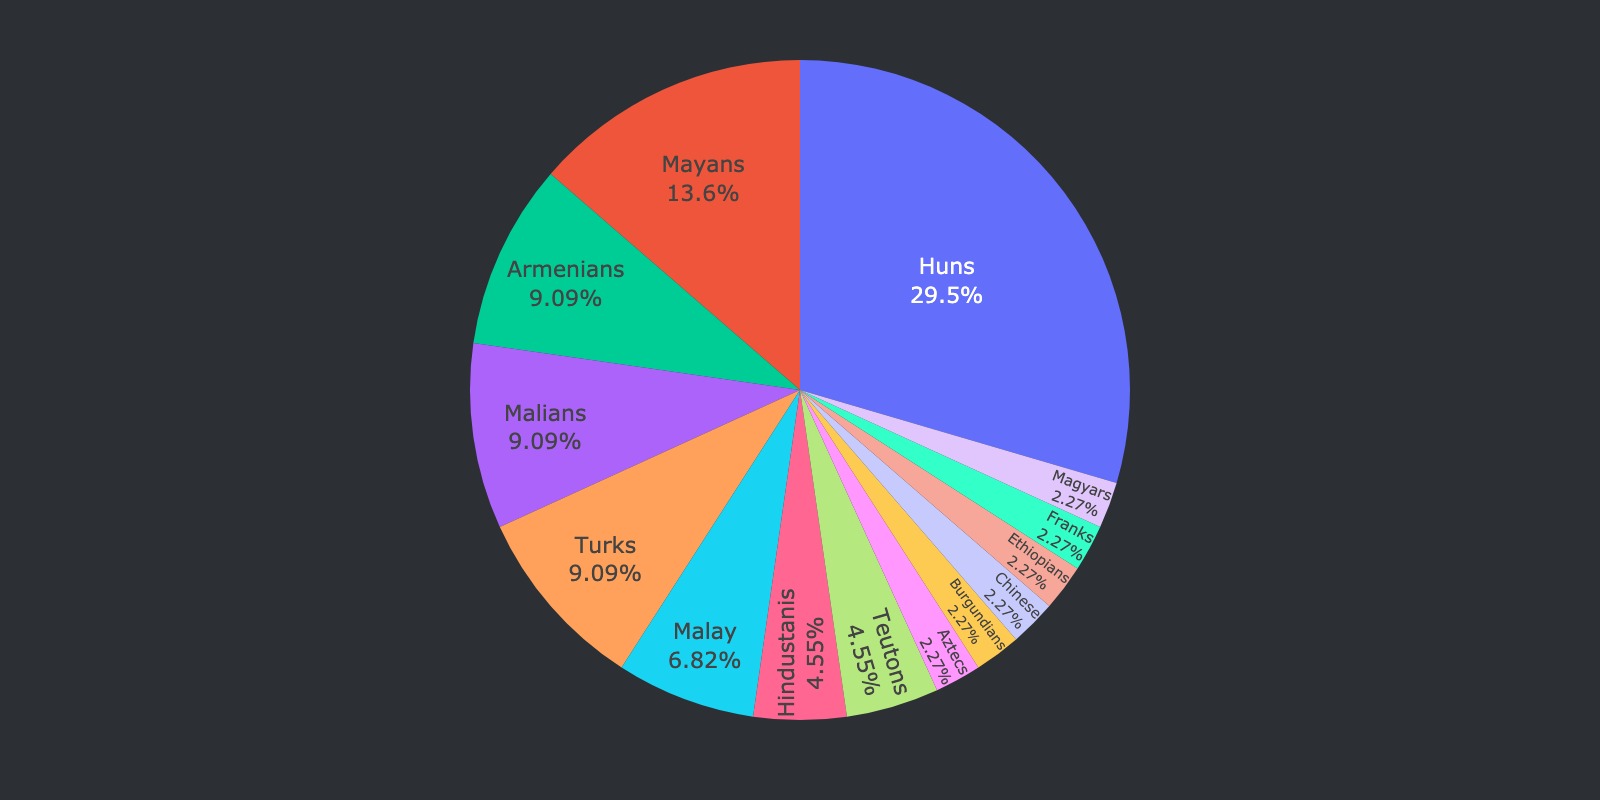 Mayans
13.6%
Huns
29.5%
Armenians
9.09%
Malians
9.09%
Turks
9.09%
Malay
6.82%
Hindustanis
4.55%
Teutons
4.55%
Aztecs
2.27%
Burgundians
2.27%
Chinese
2.27%
Ethiopians
2.27%
Franks
2.27%
Magyars
2.27%